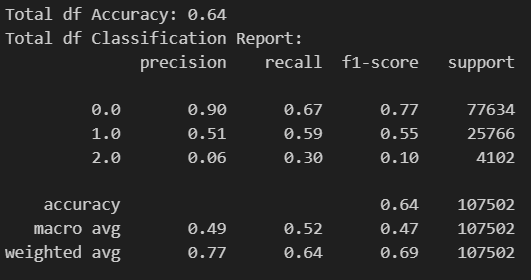 Total df Accuracy: 0.64
Total df Classification Report:
precision recall f1-score support
0.0 0.90 0.67 0.77 77634
1.0 0.51 0.59 0.55 25766
2.0 0.06 0.30 0.10 4102
accuracy 0.64 107502
macro avg 0.49 0.52 0.47 107502
weighted avg 0.77 0.64 0.69 107502